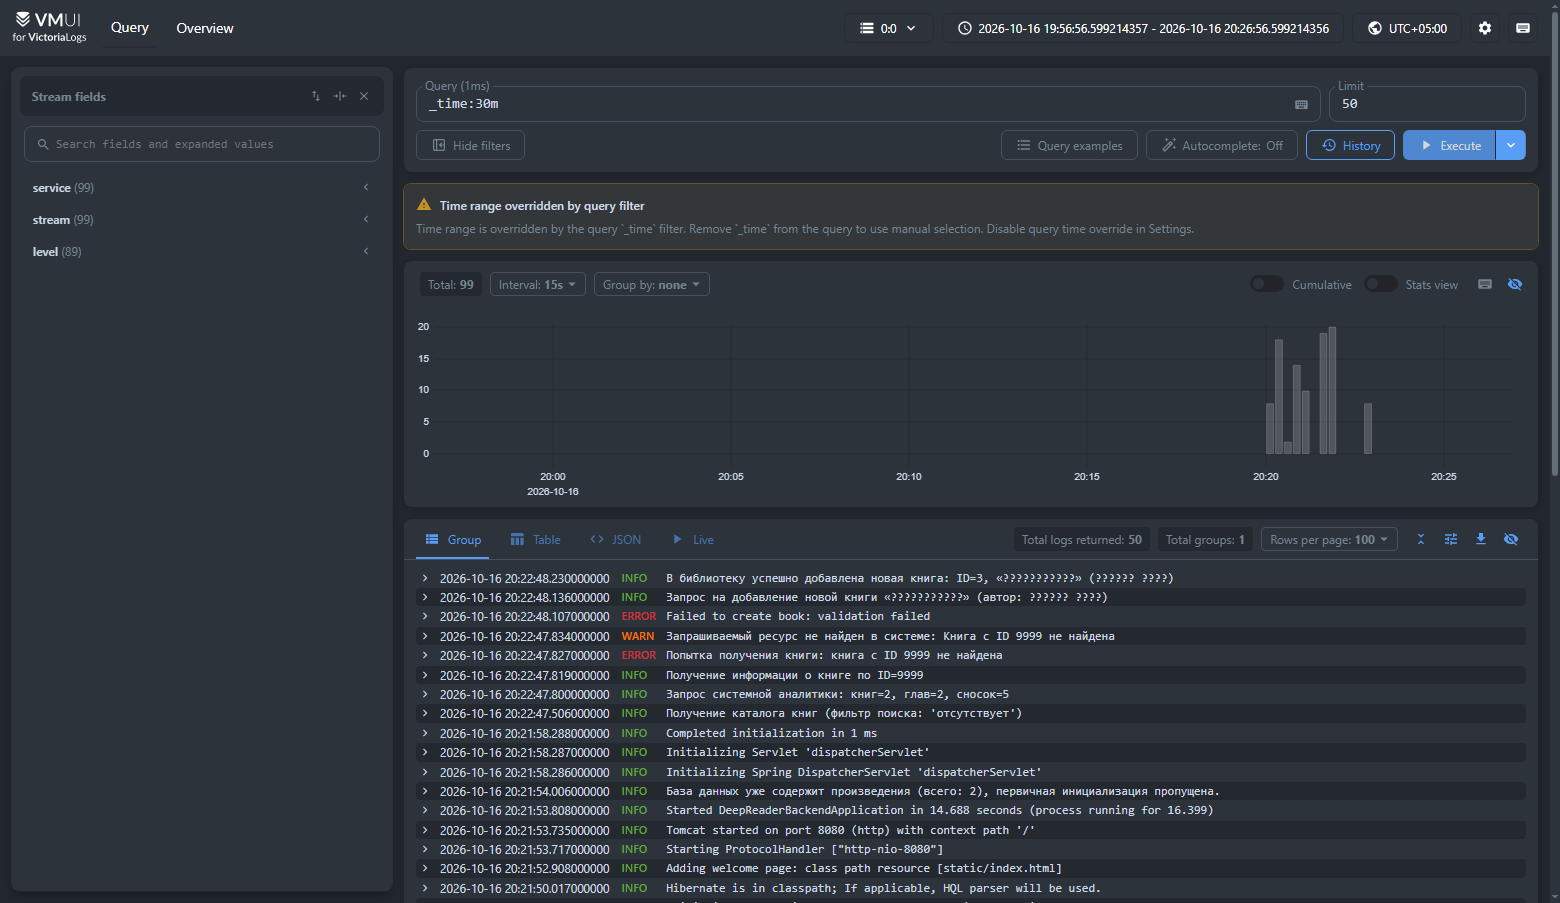 VMUI
for VictoriaLogs
Query
Overview
0:0
2026-10-16 19:56:56.599214357 - 2026-10-16 20:26:56.599214356
UTC+05:00
Stream fields
Search fields and expanded values
service (99)
stream (99)
level (89)
Query (1ms)
_time:30m
Limit
50
Hide filters
Query examples
Autocomplete: Off
History
Execute
Time range overridden by query filter
Time range is overridden by the query `_time` filter. Remove `_time` from the query to use manual selection. Disable query time override in Settings.
Total: 99
Interval: 15s
Group by: none
Cumulative
Stats view
20
15
10
5
0
20:00
2026-10-16
20:05
20:10
20:15
20:20
20:25
Group
Table
JSON
Live
Total logs returned: 50
Total groups: 1
Rows per page: 100
2026-10-16 20:22:48.230000000 INFO В библиотеку успешно добавлена новая книга: ID=3, «???????????» (?????? ????)
2026-10-16 20:22:48.136000000 INFO Запрос на добавление новой книги «???????????» (автор: ?????? ????)
2026-10-16 20:22:48.107000000 ERROR Failed to create book: validation failed
2026-10-16 20:22:47.834000000 WARN Запрашиваемый ресурс не найден в системе: Книга с ID 9999 не найдена
2026-10-16 20:22:47.827000000 ERROR Попытка получения книги: книга с ID 9999 не найдена
2026-10-16 20:22:47.819000000 INFO Получение информации о книге по ID=9999
2026-10-16 20:22:47.800000000 INFO Запрос системной аналитики: книг=2, глав=2, сносок=5
2026-10-16 20:22:47.506000000 INFO Получение каталога книг (фильтр поиска: 'отсутствует')
2026-10-16 20:21:58.288000000 INFO Completed initialization in 1 ms
2026-10-16 20:21:58.287000000 INFO Initializing Servlet 'dispatcherServlet'
2026-10-16 20:21:58.286000000 INFO Initializing Spring DispatcherServlet 'dispatcherServlet'
2026-10-16 20:21:54.006000000 INFO База данных уже содержит произведения (всего: 2), первичная инициализация пропущена.
2026-10-16 20:21:53.808000000 INFO Started DeepReaderBackendApplication in 14.688 seconds (process running for 16.399)
2026-10-16 20:21:53.735000000 INFO Tomcat started on port 8080 (http) with context path '/'
2026-10-16 20:21:53.717000000 INFO Starting ProtocolHandler ["http-nio-8080"]
2026-10-16 20:21:52.908000000 INFO Adding welcome page: class path resource [static/index.html]
2026-10-16 20:21:50.017000000 INFO Hibernate is in classpath; If applicable, HQL parser will be used.